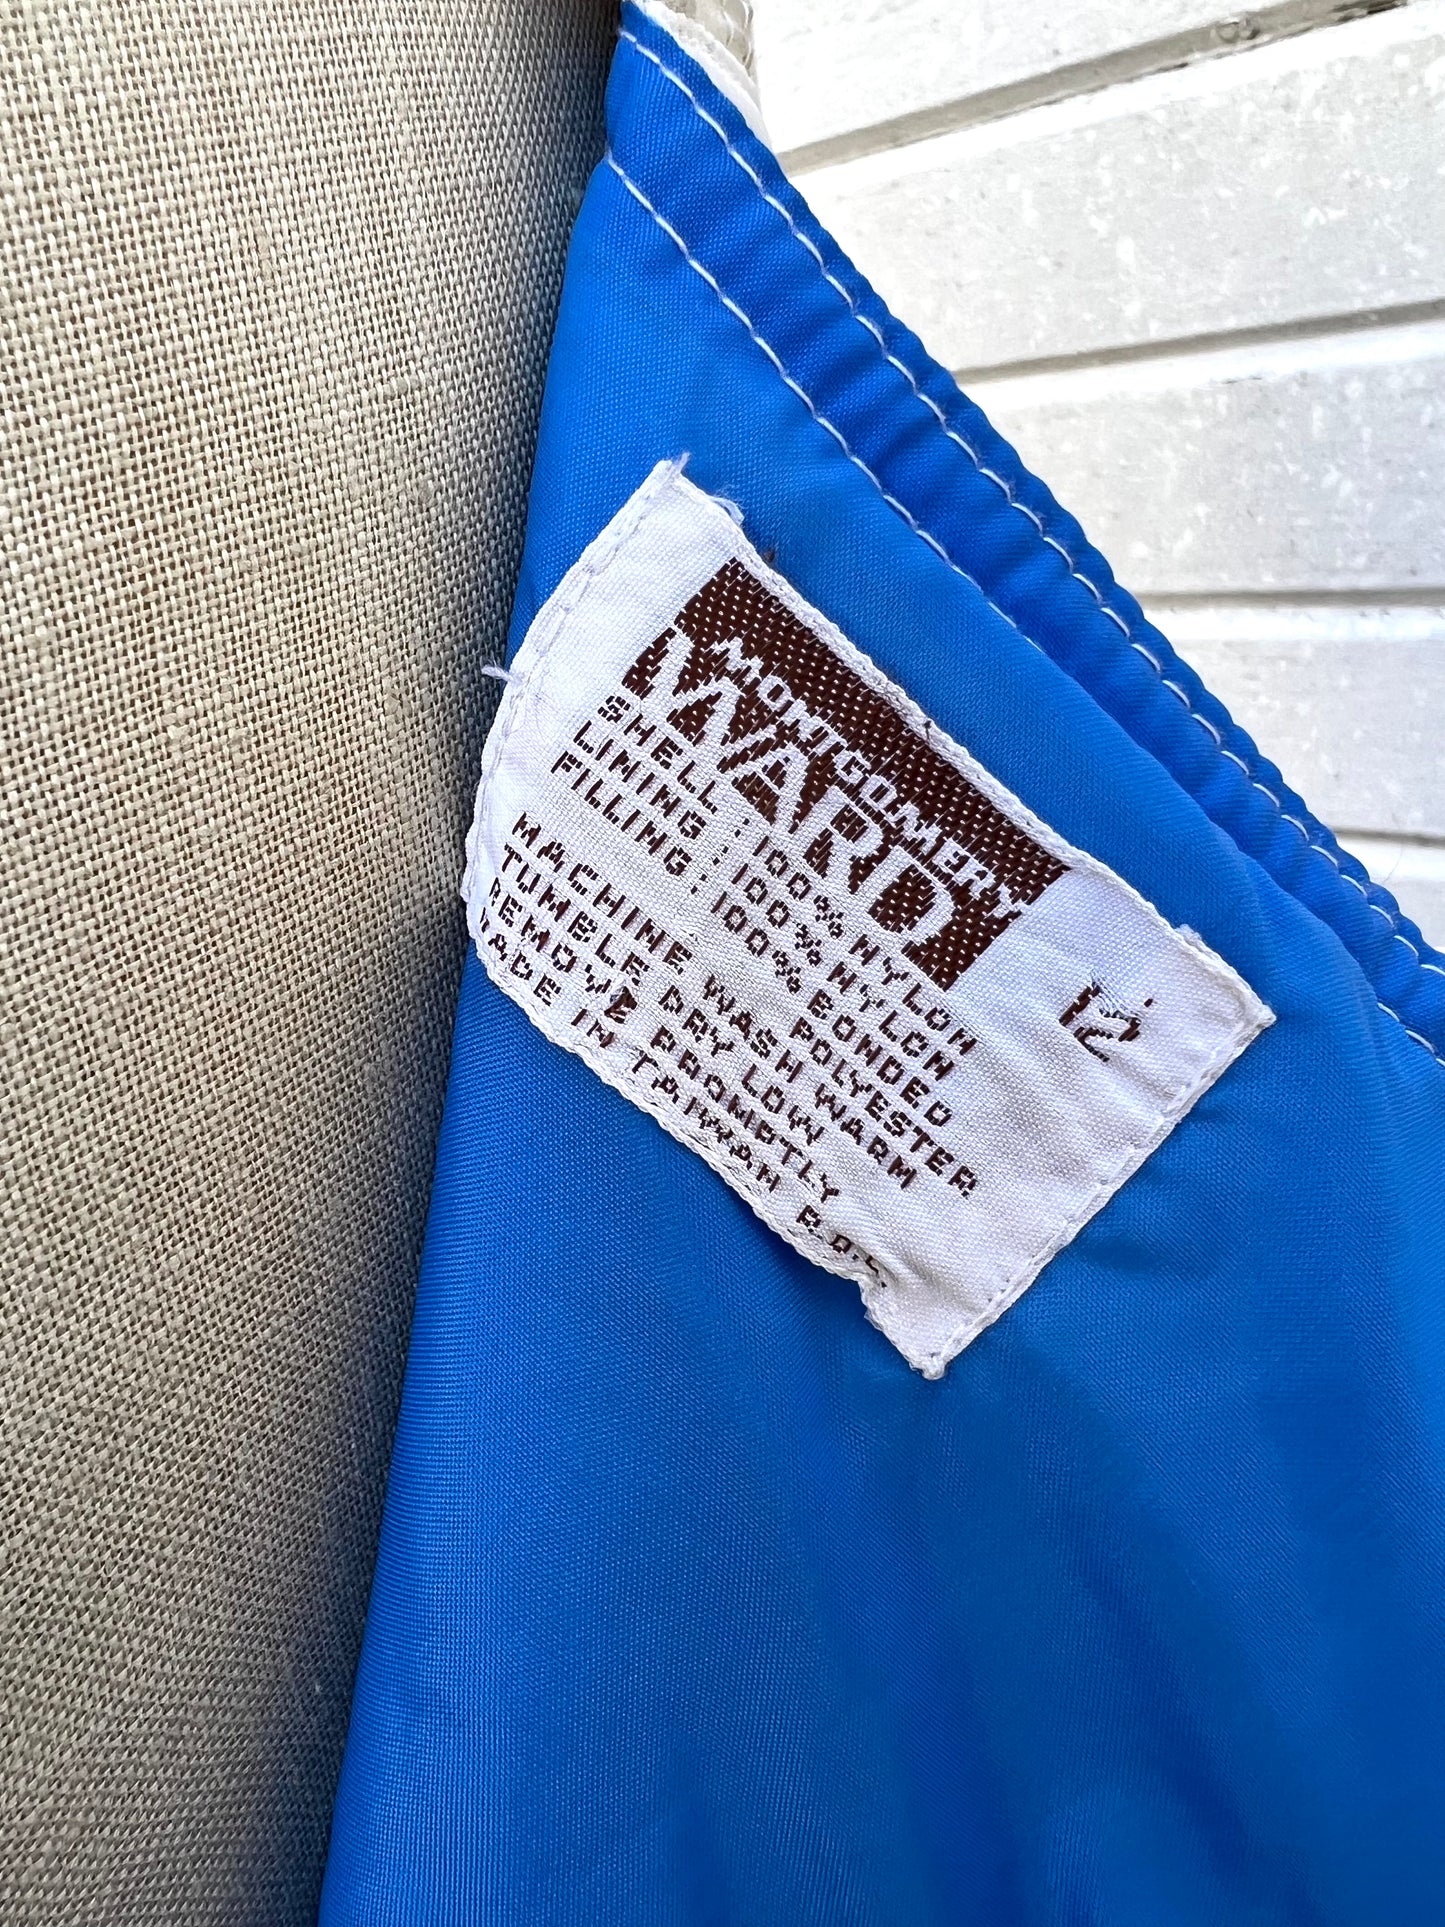 MONTGOMERY
WARD
12
SHELL : 100% NYLON
LINING : 100% NYLON
FILLING : 100% BONDED
POLYESTER
MACHINE WASH WARM
TUMBLE DRY LOW
REMOVE PROMPTLY
MADE IN TAIWAN R.O.C.